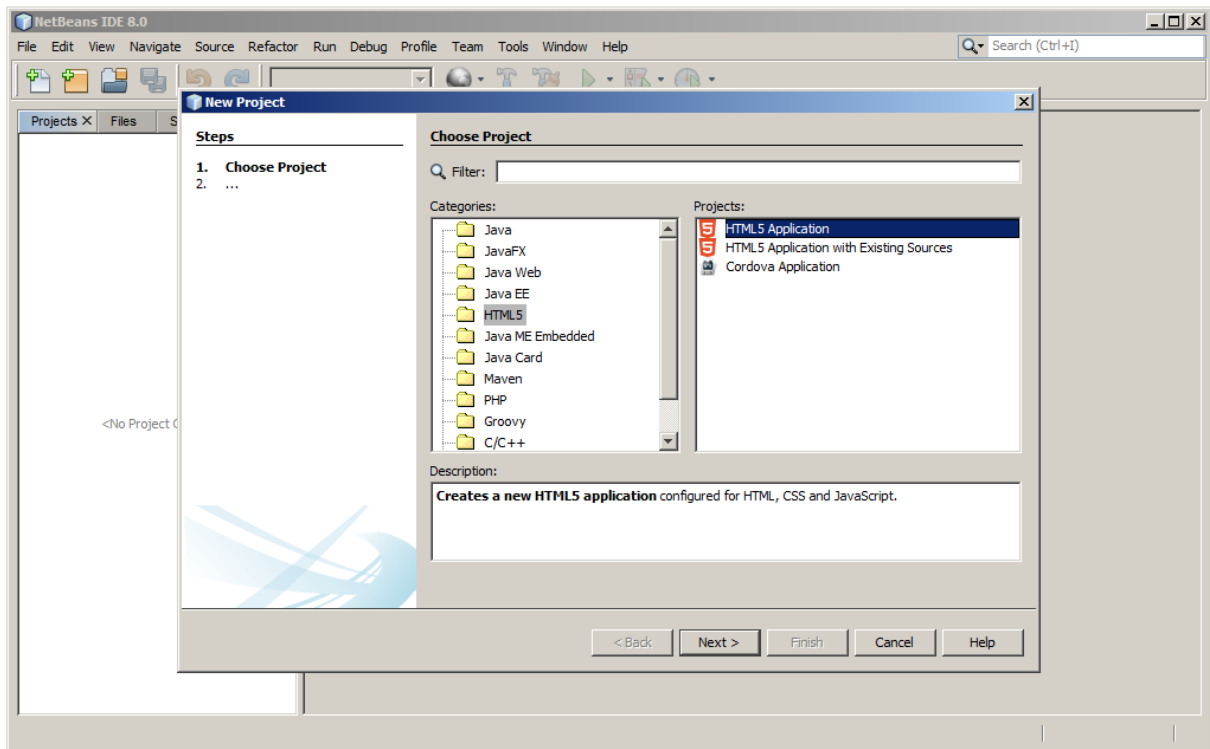 NetBeans IDE 8.0
File Edit View Navigate Source Refactor Run Debug Profile Team Tools Window Help
Search (Ctrl+I)
New Project
Projects Files S
Steps
1. Choose Project
2. ...
Choose Project
Filter:
Categories:
Java
JavaFX
Java Web
Java EE
HTML5
Java ME Embedded
Java Card
Maven
PHP
Groovy
C/C++
Projects:
HTML5 Application
HTML5 Application with Existing Sources
Cordova Application
<No Project
Description:
Creates a new HTML5 application configured for HTML, CSS and JavaScript.
< Back Next > Finish Cancel Help